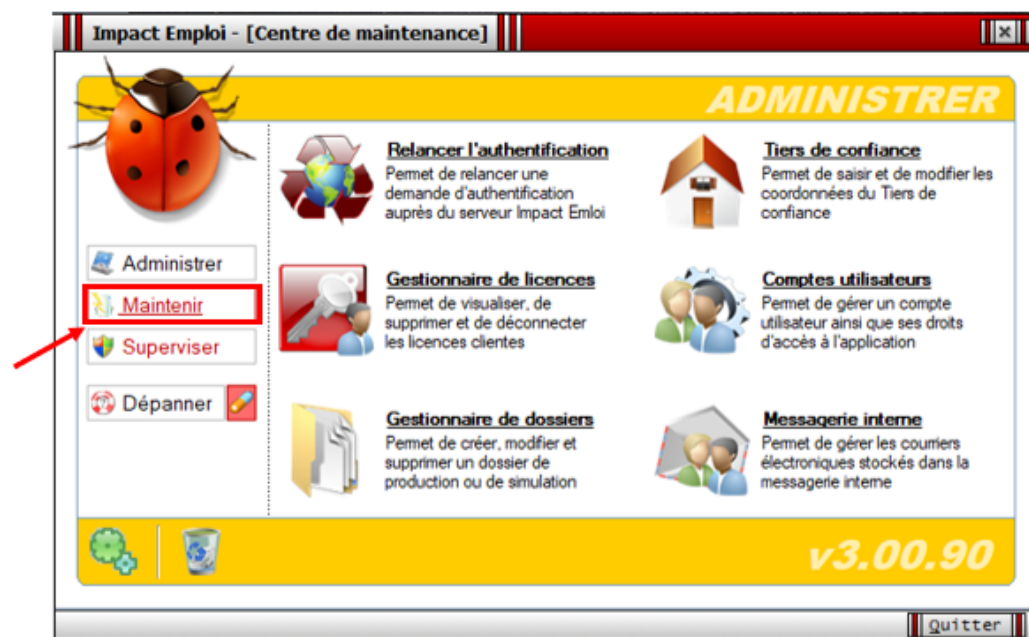 Impact Emploi - [Centre de maintenance]
ADMINISTRER
Administrer
Maintenir
Superviser
Dépanner
Relancer l'authentification
Permet de relancer une
demande d'authentification
auprès du serveur Impact Emloi
Tiers de confiance
Permet de saisir et de modifier les
coordonnées du Tiers de
confiance
Gestionnaire de licences
Permet de visualiser, de
supprimer et de déconnecter
les licences clientes
Comptes utilisateurs
Permet de gérer un compte
utilisateur ainsi que ses droits
d'accès à l'application
Gestionnaire de dossiers
Permet de créer, modifier et
supprimer un dossier de
production ou de simulation
Messagerie interne
Permet de gérer les courriers
électroniques stockés dans la
messagerie interne
v3.00.90
Quitter